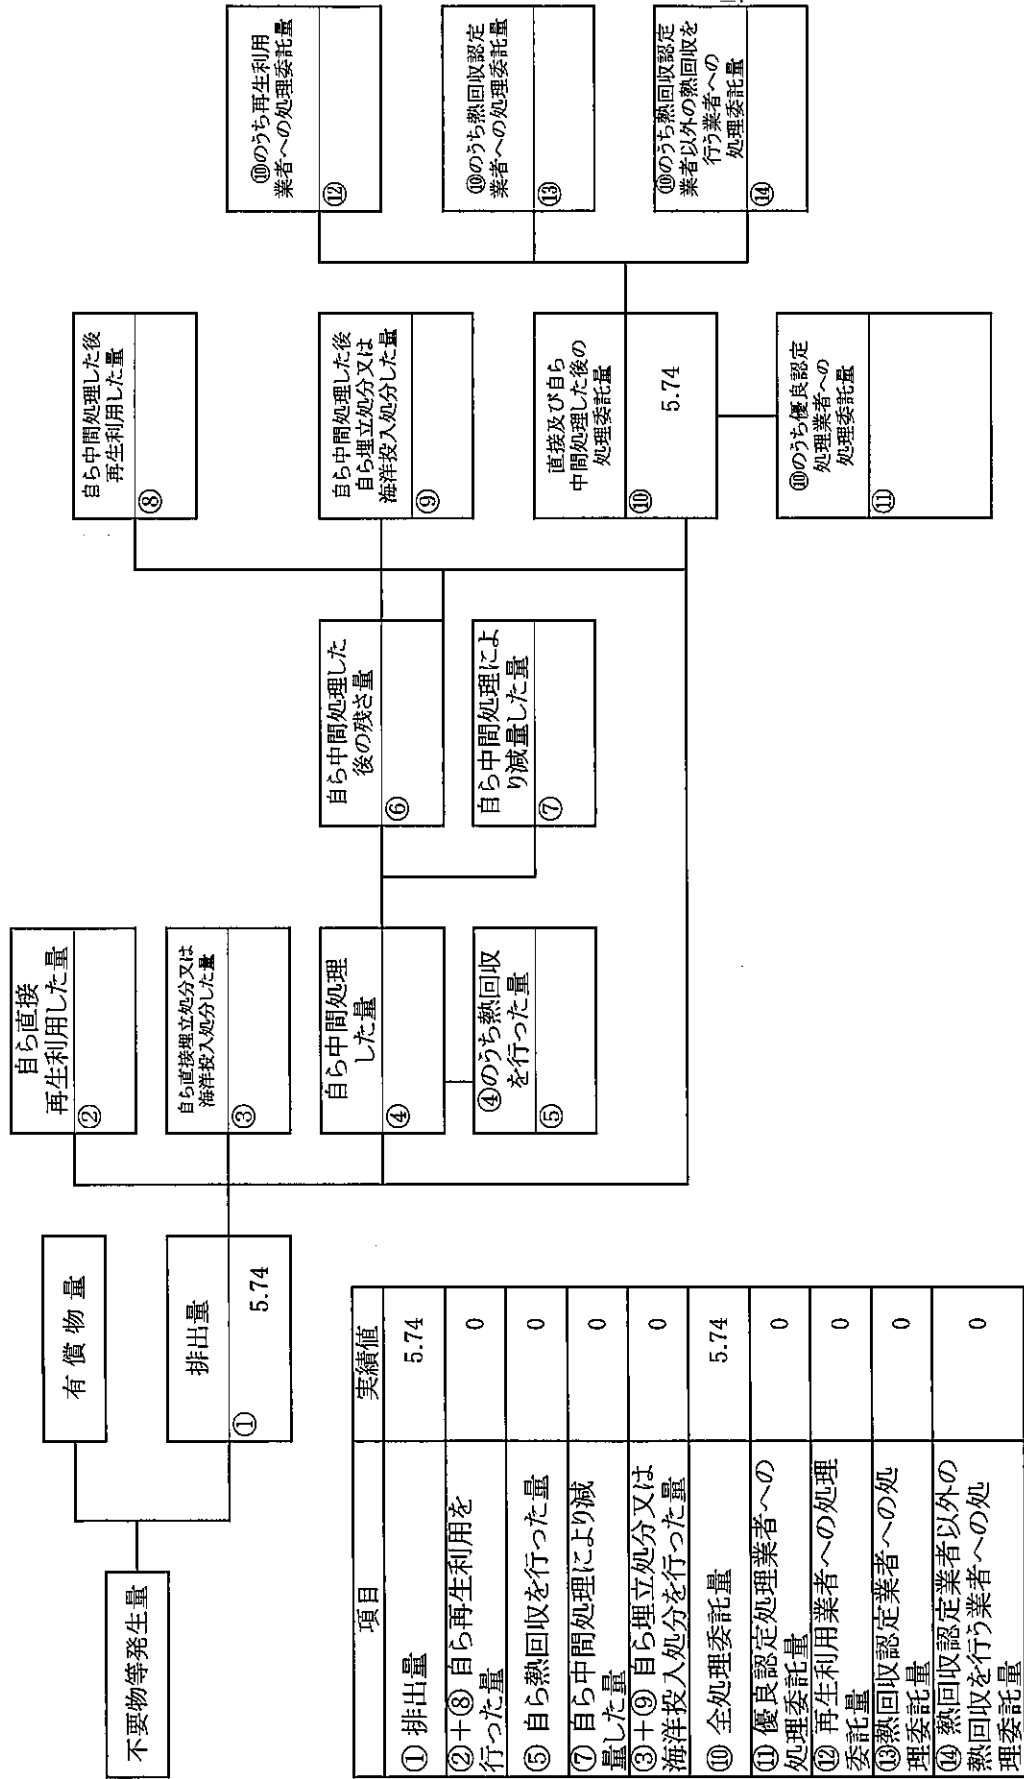 不要物等発生量
有償物量
排出量
①
5.74
自ら直接
再生利用した量
②
自ら直接埋立処分又は
海洋投入処分した量
③
自ら中間処理
した量
④
④のうち熱回収
を行った量
⑤
自ら中間処理した
後の残さ量
⑥
自ら中間処理によ
り減量した量
⑦
自ら中間処理した後
再生利用した量
⑧
自ら中間処理した後
自ら埋立処分又は
海洋投入処分した量
⑨
直接及び自ら
中間処理した後の
処理委託量
⑩
5.74
⑩のうち優良認定
処理業者への
処理委託量
⑪
⑩のうち再生利用
業者への処理委託量
⑫
⑩のうち熱回収認定
業者への処理委託量
⑬
⑩のうち熱回収認定
業者以外の熱回収を
行う業者への
処理委託量
⑭
項目 実績値
① 排出量 5.74
②+⑧ 自ら再生利用を
行った量 0
⑤ 自ら熱回収を行った量 0
⑦ 自ら中間処理により減
量した量 0
③+⑨ 自ら埋立処分又は
海洋投入処分を行った量 0
⑩ 全処理委託量 5.74
⑪ 優良認定処理業者への
処理委託量 0
⑫ 再生利用業者への処理
委託量 0
⑬熱回収認定業者への処
理委託量 0
⑭ 熱回収認定業者以外の
熱回収を行う業者への処
理委託量 0